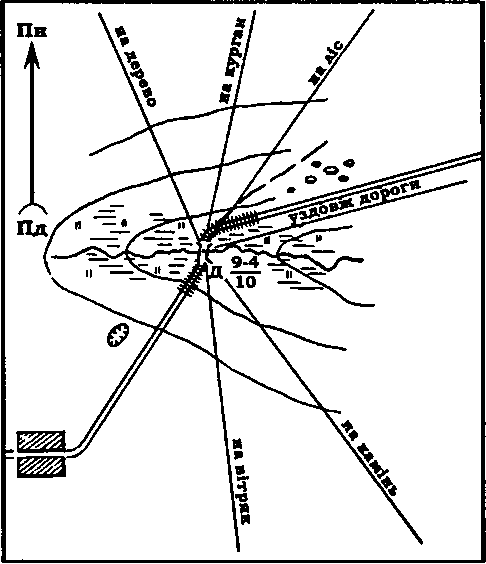 Пн
на дерево
на курган
на ліс
уздовж дороги
Пд
Д 9-4
10
на вітряк
на камінь